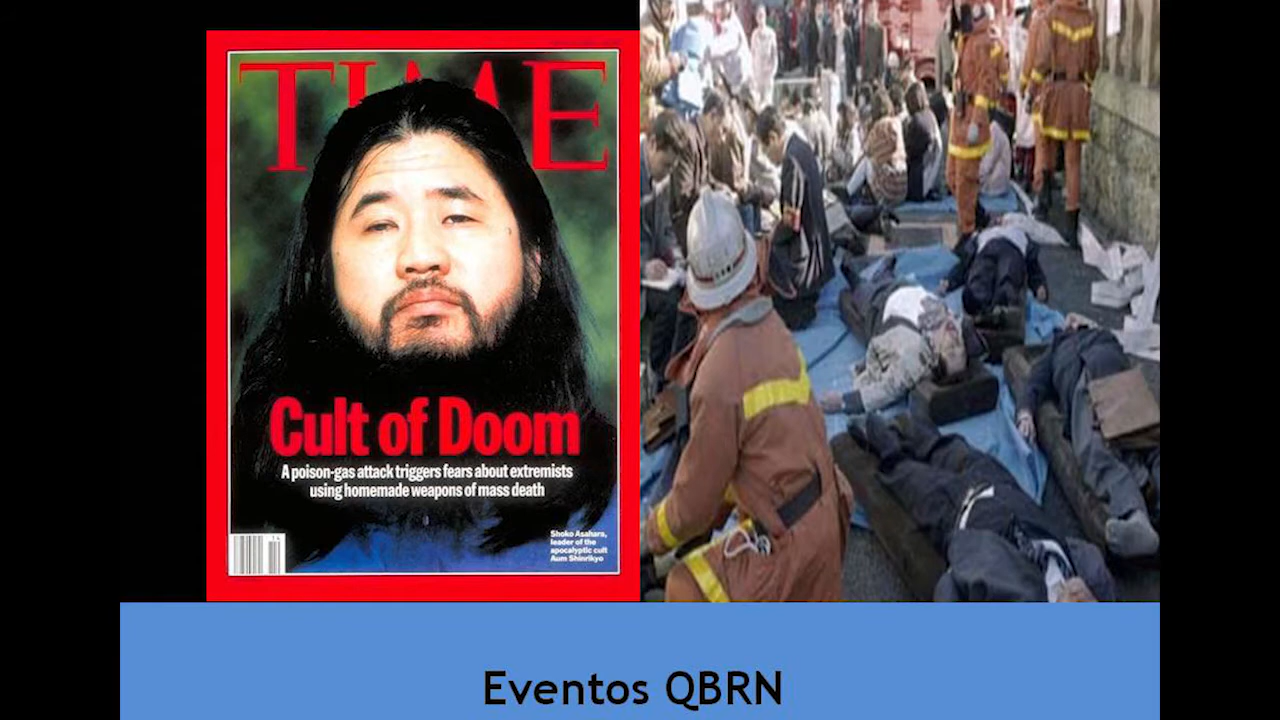 TIME
Cult of Doom
A poison-gas attack triggers fears about extremists
using homemade weapons of mass death
Shoko Asahara,
leader of the
apocalyptic cult
Aum Shinrikyo
14
Eventos QBRN